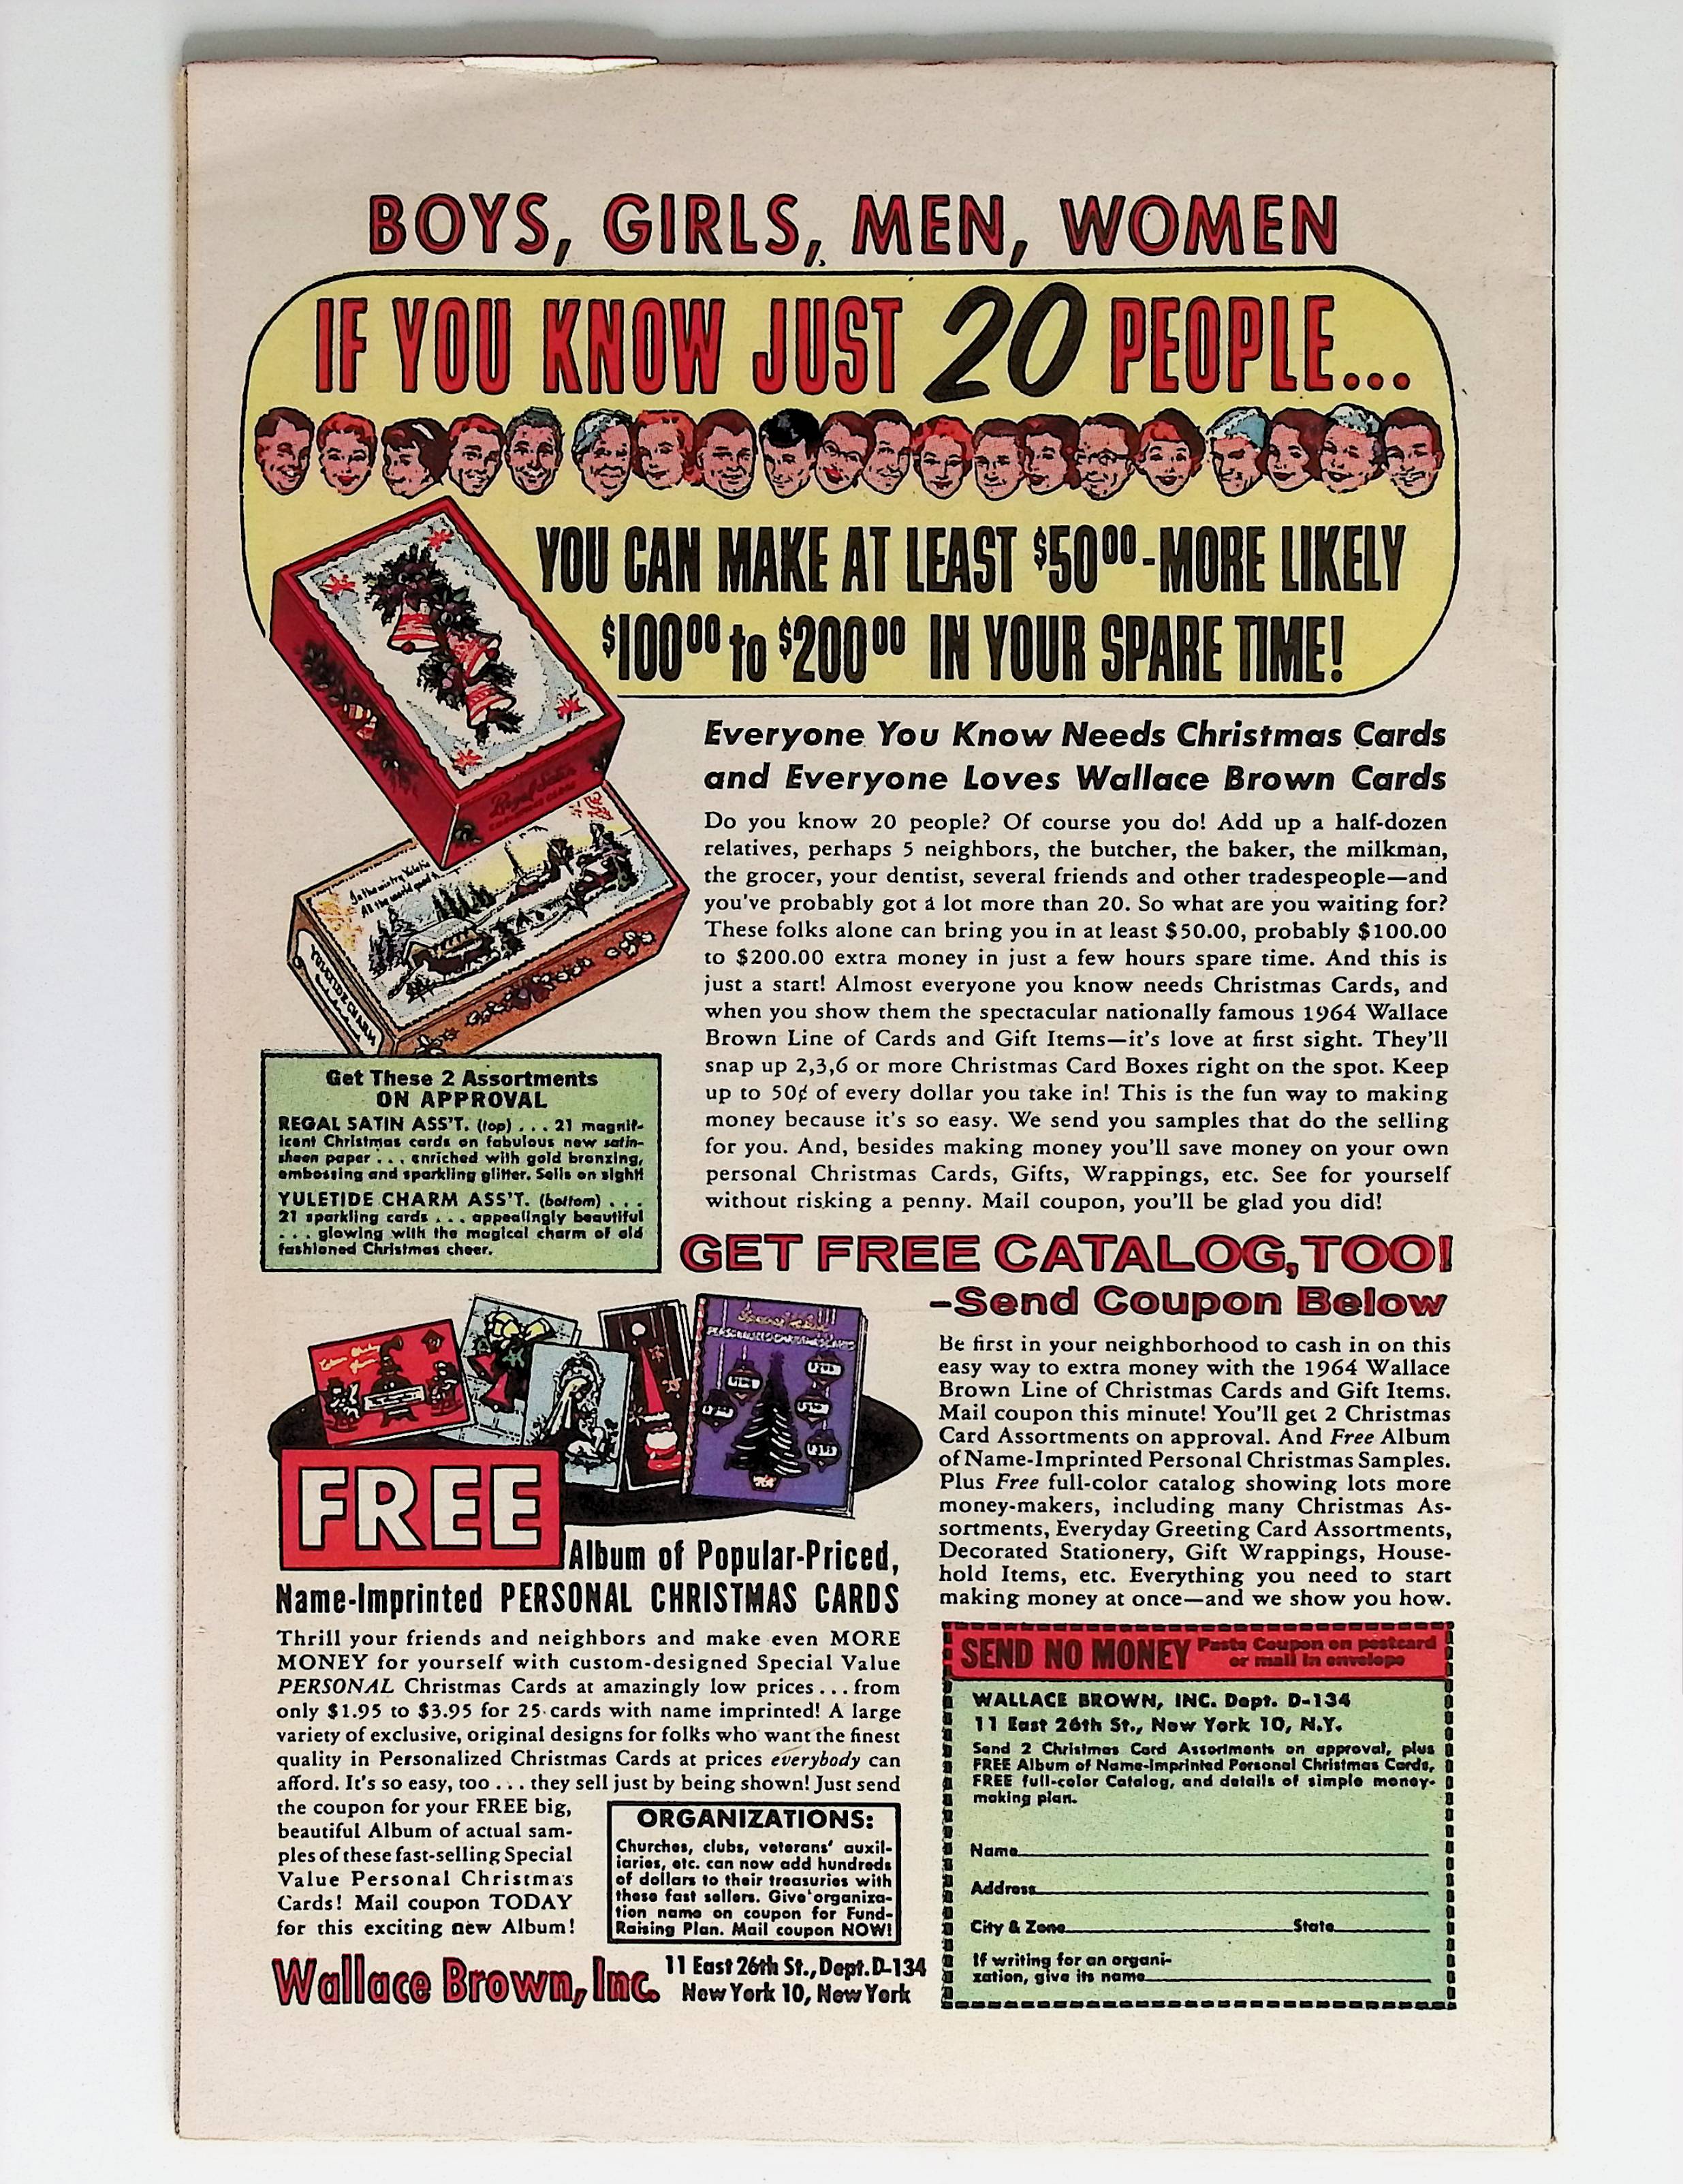 BOYS, GIRLS, MEN, WOMEN
IF YOU KNOW JUST 20 PEOPLE...
YOU CAN MAKE AT LEAST $50.00-MORE LIKELY
$100.00 to $200.00 IN YOUR SPARE TIME!
Everyone You Know Needs Christmas Cards
and Everyone Loves Wallace Brown Cards
Do you know 20 people? Of course you do! Add up a half-dozen
relatives, perhaps 5 neighbors, the butcher, the baker, the milkman,
the grocer, your dentist, several friends and other tradespeople—and
you've probably got a lot more than 20. So what are you waiting for?
These folks alone can bring you in at least $50.00, probably $100.00
to $200.00 extra money in just a few hours spare time. And this is
just a start! Almost everyone you know needs Christmas Cards, and
when you show them the spectacular nationally famous 1964 Wallace
Brown Line of Cards and Gift Items—it's love at first sight. They'll
snap up 2,3,6 or more Christmas Card Boxes right on the spot. Keep
up to 50¢ of every dollar you take in! This is the fun way to making
money because it's so easy. We send you samples that do the selling
for you. And, besides making money you'll save money on your own
personal Christmas Cards, Gifts, Wrappings, etc. See for yourself
without risking a penny. Mail coupon, you'll be glad you did!
Regal Satin
YULETIDE CHARM
Get These 2 Assortments
ON APPROVAL
REGAL SATIN ASS'T. (top) . . . 21 magnif-
icent Christmas cards on fabulous new satin-
sheen paper . . . enriched with gold bronzing,
embossing and sparkling glitter. Sells on sight!
YULETIDE CHARM ASS'T. (bottom) . . .
21 sparkling cards . . . appealingly beautiful
. . . glowing with the magical charm of old
fashioned Christmas cheer.
GET FREE CATALOG, TOO!
-Send Coupon Below
Be first in your neighborhood to cash in on this
easy way to extra money with the 1964 Wallace
Brown Line of Christmas Cards and Gift Items.
Mail coupon this minute! You'll get 2 Christmas
Card Assortments on approval. And Free Album
of Name-Imprinted Personal Christmas Samples.
Plus Free full-color catalog showing lots more
money-makers, including many Christmas As-
sortments, Everyday Greeting Card Assortments,
Decorated Stationery, Gift Wrappings, House-
hold Items, etc. Everything you need to start
making money at once—and we show you how.
PERSONALIZED CHRISTMAS CARDS
FREE
Album of Popular-Priced,
Name-Imprinted PERSONAL CHRISTMAS CARDS
Thrill your friends and neighbors and make even MORE
MONEY for yourself with custom-designed Special Value
PERSONAL Christmas Cards at amazingly low prices . . . from
only $1.95 to $3.95 for 25 cards with name imprinted! A large
variety of exclusive, original designs for folks who want the finest
quality in Personalized Christmas Cards at prices everybody can
afford. It's so easy, too . . . they sell just by being shown! Just send
the coupon for your FREE big,
beautiful Album of actual sam-
ples of these fast-selling Special
Value Personal Christmas
Cards! Mail coupon TODAY
for this exciting new Album!
ORGANIZATIONS:
Churches, clubs, veterans' auxil-
iaries, etc. can now add hundreds
of dollars to their treasuries with
these fast sellers. Give organiza-
tion name on coupon for Fund-
Raising Plan. Mail coupon NOW!
Wallace Brown, Inc.
11 East 26th St., Dept. D-134
New York 10, New York
SEND NO MONEY
Paste Coupon on postcard
or mail in envelope
WALLACE BROWN, INC. Dept. D-134
11 East 26th St., New York 10, N.Y.
Send 2 Christmas Card Assortments on approval, plus
FREE Album of Name-Imprinted Personal Christmas Cards,
FREE full-color Catalog, and details of simple money-
making plan.
Name
Address
City & Zone State
If writing for an organi-
zation, give its name